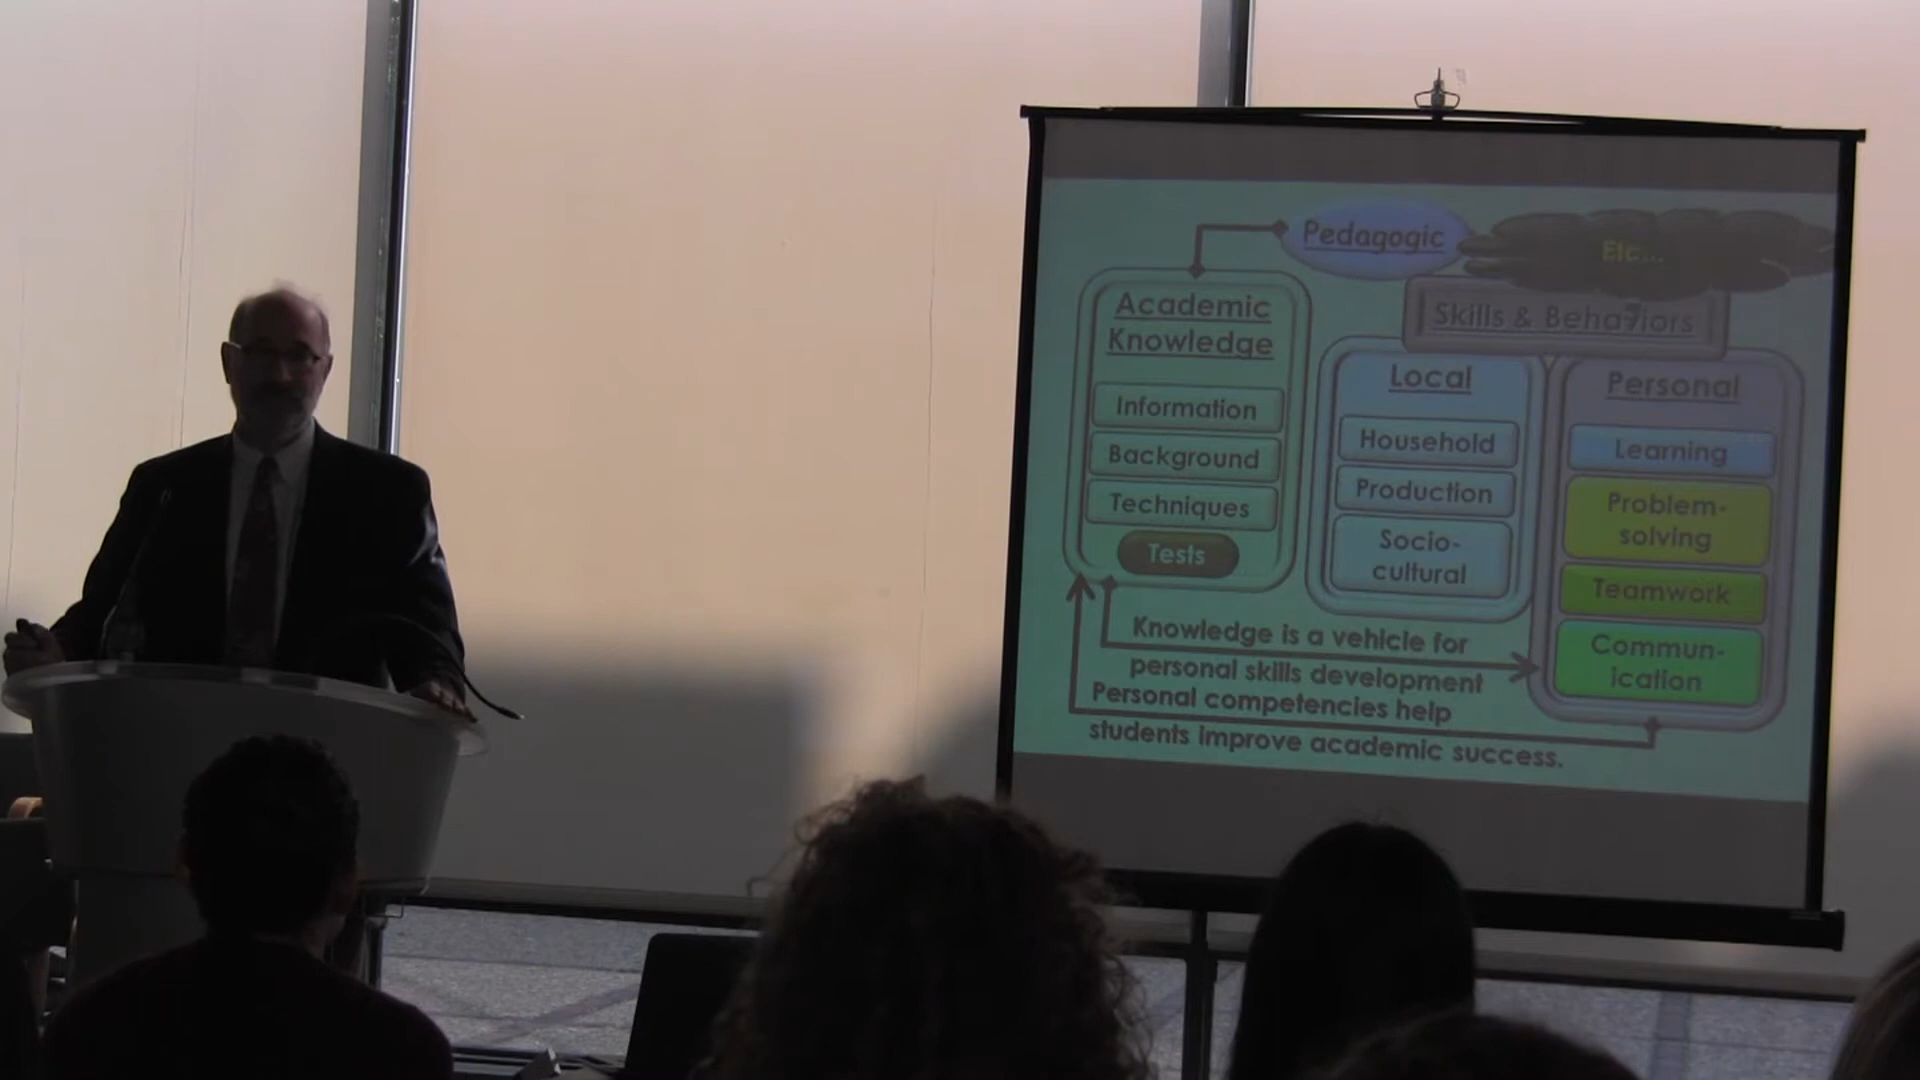 Pedagogic
Etc...
Academic
Knowledge
Information
Background
Techniques
Tests
Skills & Beha7iors
Local
Household
Production
Socio-
cultural
Personal
Learning
Problem-
solving
Teamwork
Commun-
ication
Knowledge is a vehicle for
personal skills development
Personal competencies help
students improve academic success.